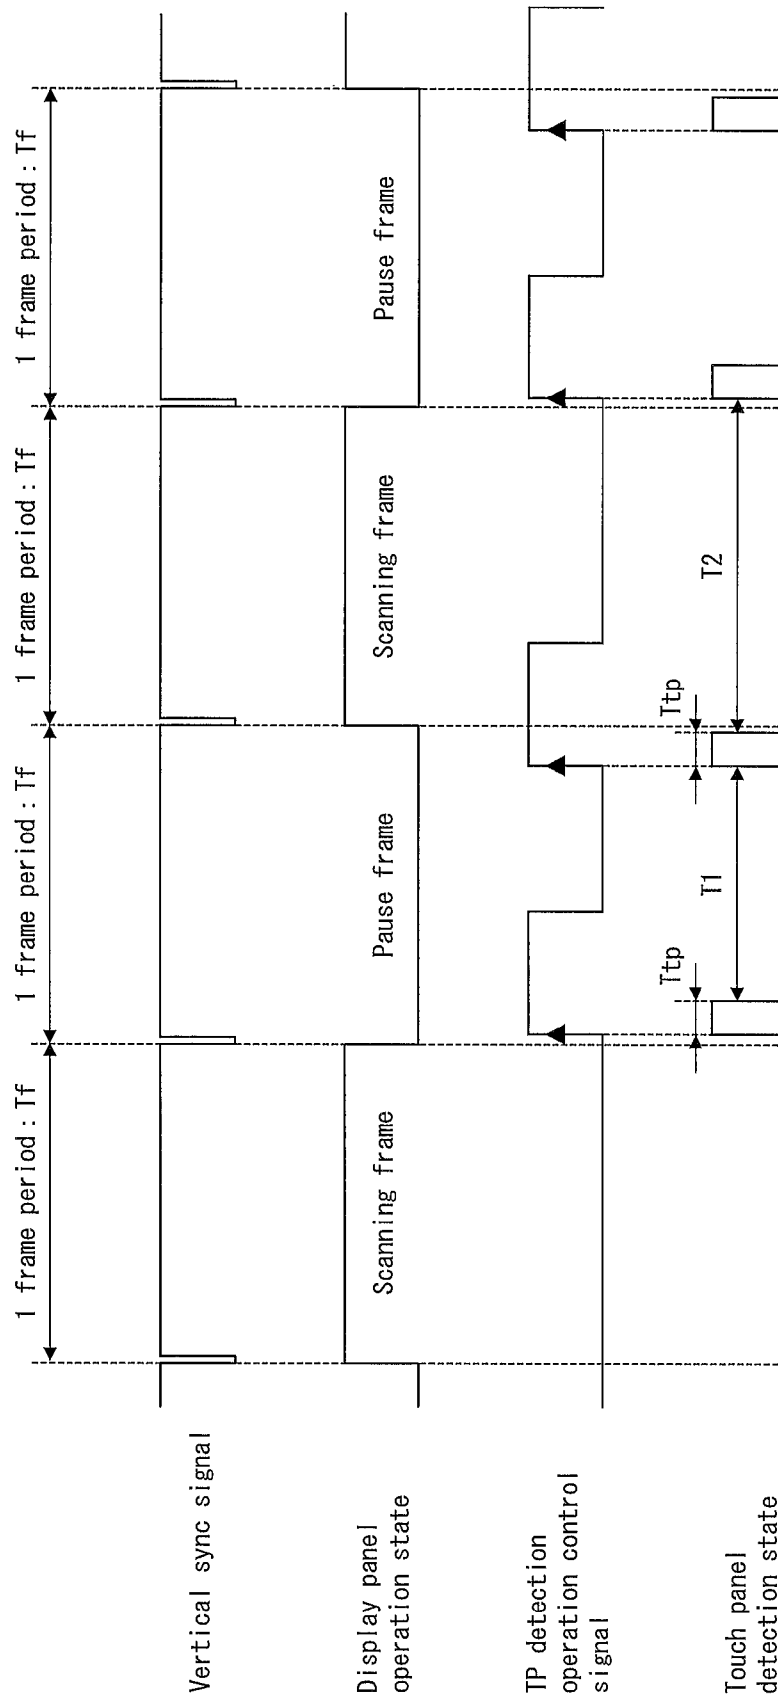 1 frame period : Tf
1 frame period : Tf
1 frame period : Tf
1 frame period : Tf
Vertical sync signal
Display panel
operation state
Scanning frame
Pause frame
Scanning frame
Pause frame
TP detection
operation control
signal
Ttp
Ttp
Touch panel
detection state
T1
T2